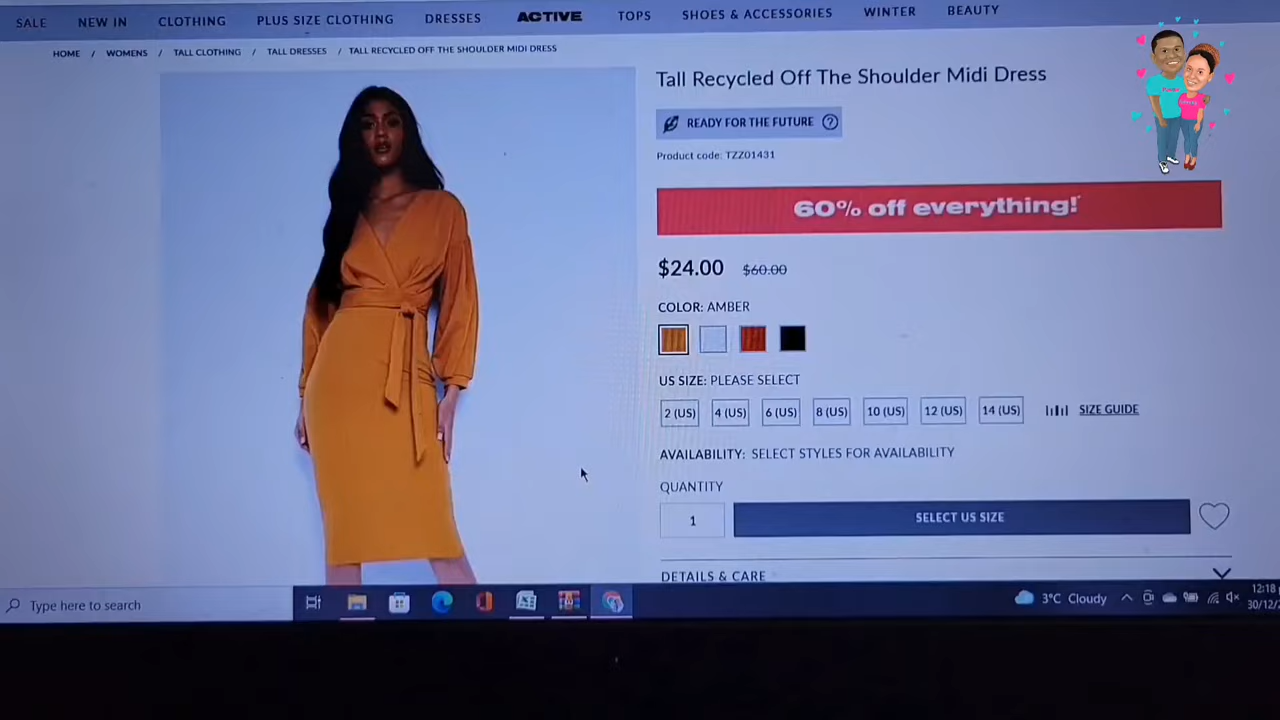 SALE NEW IN CLOTHING PLUS SIZE CLOTHING DRESSES ACTIVE TOPS SHOES & ACCESSORIES WINTER BEAUTY
HOME / WOMENS / TALL CLOTHING / TALL DRESSES / TALL RECYCLED OFF THE SHOULDER MIDI DRESS
Tall Recycled Off The Shoulder Midi Dress
READY FOR THE FUTURE ?
Product code: TZZ01431
60% off everything!*
$24.00 $60.00
COLOR: AMBER
US SIZE: PLEASE SELECT
2 (US) 4 (US) 6 (US) 8 (US) 10 (US) 12 (US) 14 (US) SIZE GUIDE
AVAILABILITY: SELECT STYLES FOR AVAILABILITY
QUANTITY
1 SELECT US SIZE
DETAILS & CARE
Type here to search
3°C Cloudy
12:18
30/12/2